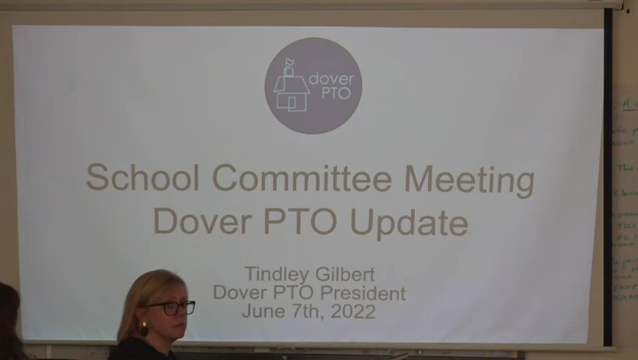 dover
PTO
School Committee Meeting
Dover PTO Update
Tindley Gilbert
Dover PTO President
June 7th, 2022